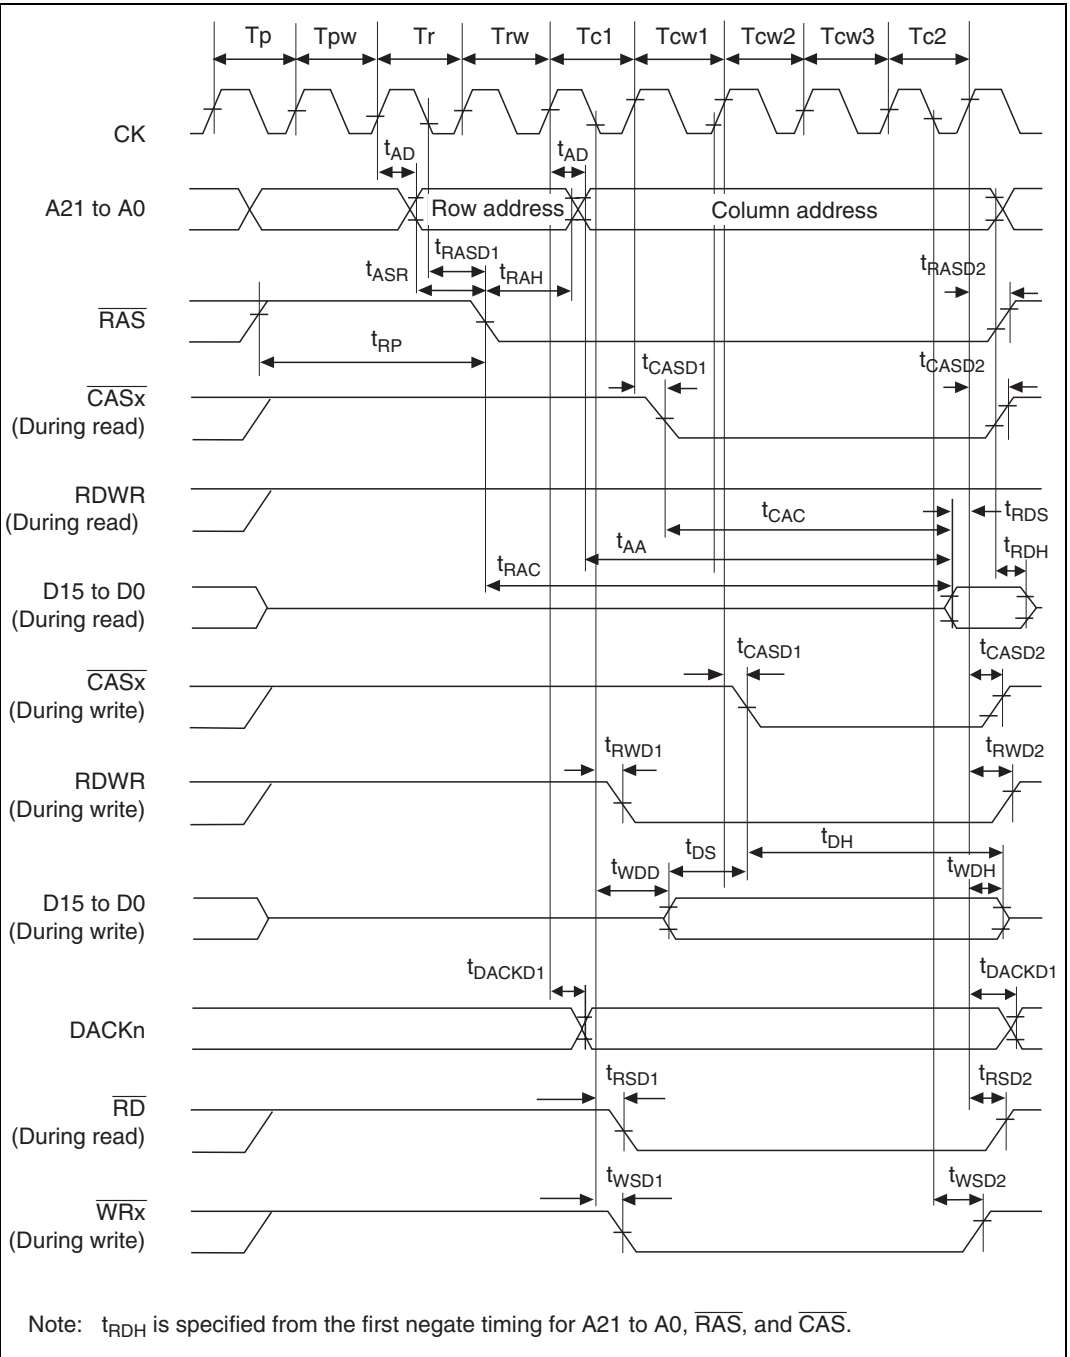 Tp Tpw Tr Trw Tc1 Tcw1 Tcw2 Tcw3 Tc2
CK
tAD tAD
A21 to A0 Row address Column address
tRASD1 tRASD2
tASR tRAH
RAS
tRP
tCASD1 tCASD2
CASx
(During read)
RDWR
(During read)
tCAC tRDS
tAA tRDH
tRAC
D15 to D0
(During read)
tCASD1 tCASD2
CASx
(During write)
tRWD1 tRWD2
RDWR
(During write)
tDS tDH
tWDD tWDH
D15 to D0
(During write)
tDACKD1 tDACKD1
DACKn
tRSD1 tRSD2
RD
(During read)
tWSD1 tWSD2
WRx
(During write)
Note: tRDH is specified from the first negate timing for A21 to A0, RAS, and CAS.